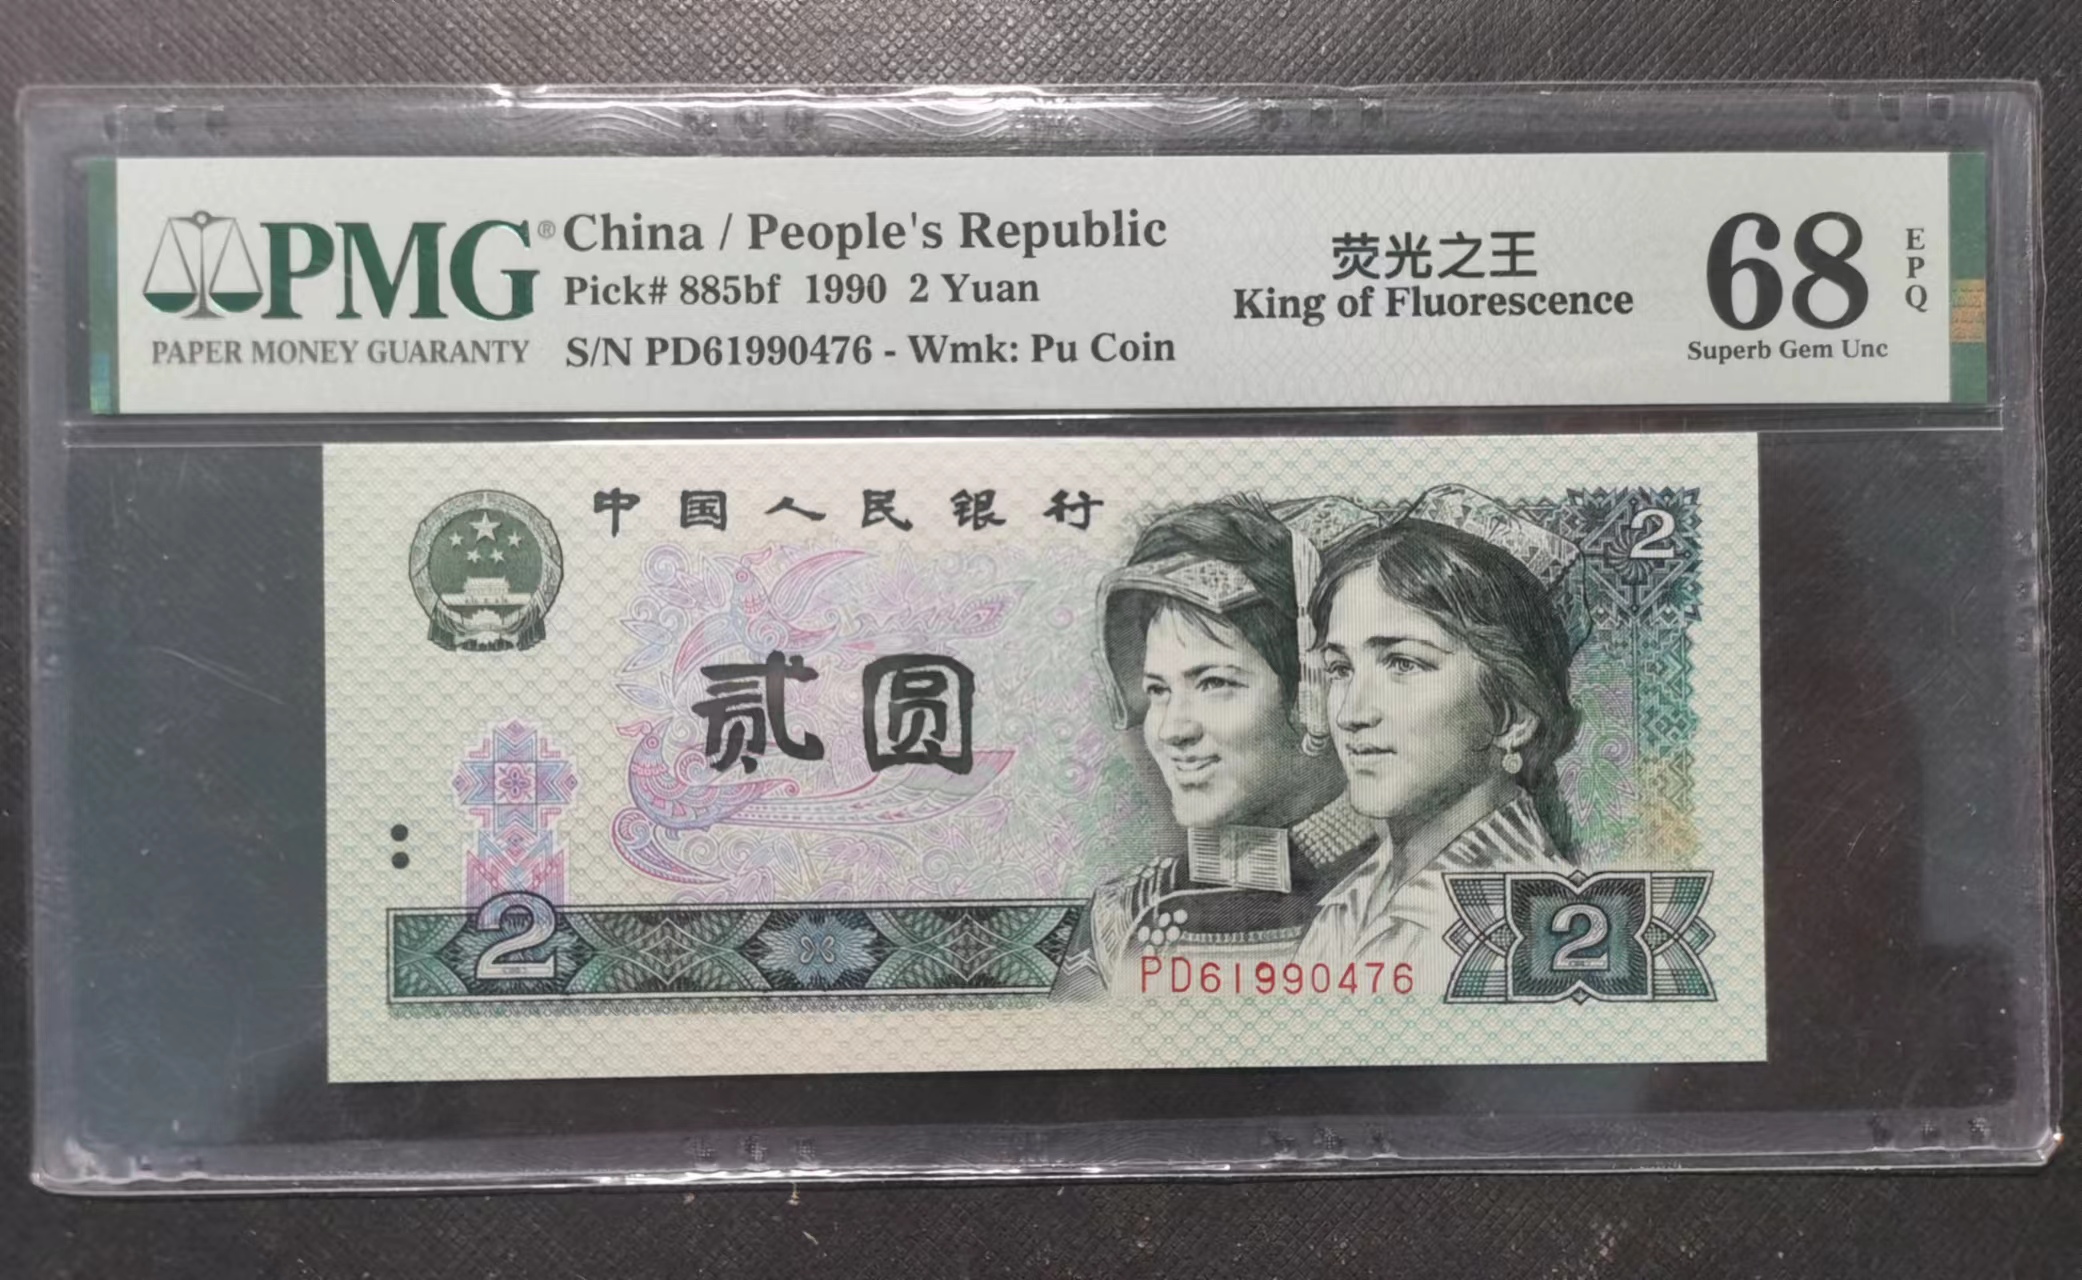 PMG®
PAPER MONEY GUARANTY
China / People's Republic
Pick# 885bf 1990 2 Yuan
S/N PD61990476 - Wmk: Pu Coin
荧光之王
King of Fluorescence
68
EPQ
Superb Gem Unc
中国人民银行
2
贰圆
2
PD61990476
2